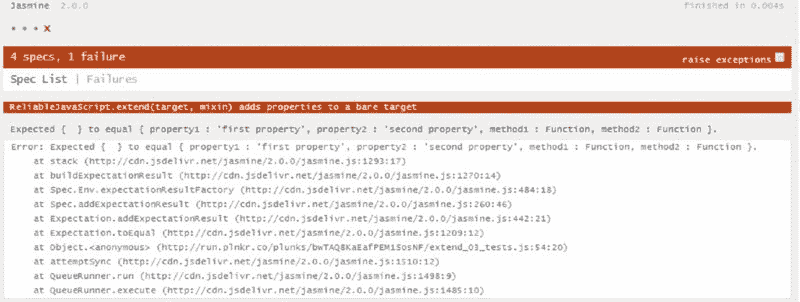 Jasmine 2.0.0 finished in 0.004s
• • • x
4 specs, 1 failure raise exceptions
Spec List | Failures
ReliableJavaScript.extend(target, mixin) adds properties to a bare target
Expected { } to equal { property1 : 'first property', property2 : 'second property', method1 : Function, method2 : Function }.
Error: Expected { } to equal { property1 : 'first property', property2 : 'second property', method1 : Function, method2 : Function }.
at stack (http://cdn.jsdelivr.net/jasmine/2.0.0/jasmine.js:1293:17)
at buildExpectationResult (http://cdn.jsdelivr.net/jasmine/2.0.0/jasmine.js:1270:14)
at Spec.Env.expectationResultFactory (http://cdn.jsdelivr.net/jasmine/2.0.0/jasmine.js:484:18)
at Spec.addExpectationResult (http://cdn.jsdelivr.net/jasmine/2.0.0/jasmine.js:260:46)
at Expectation.addExpectationResult (http://cdn.jsdelivr.net/jasmine/2.0.0/jasmine.js:442:21)
at Expectation.toEqual (http://cdn.jsdelivr.net/jasmine/2.0.0/jasmine.js:1209:12)
at Object.<anonymous> (http://run.plnkr.co/plunks/bwTAQ8KaEafPEM1SosNF/extend_03_tests.js:54:20)
at attemptSync (http://cdn.jsdelivr.net/jasmine/2.0.0/jasmine.js:1510:12)
at QueueRunner.run (http://cdn.jsdelivr.net/jasmine/2.0.0/jasmine.js:1498:9)
at QueueRunner.execute (http://cdn.jsdelivr.net/jasmine/2.0.0/jasmine.js:1485:10)